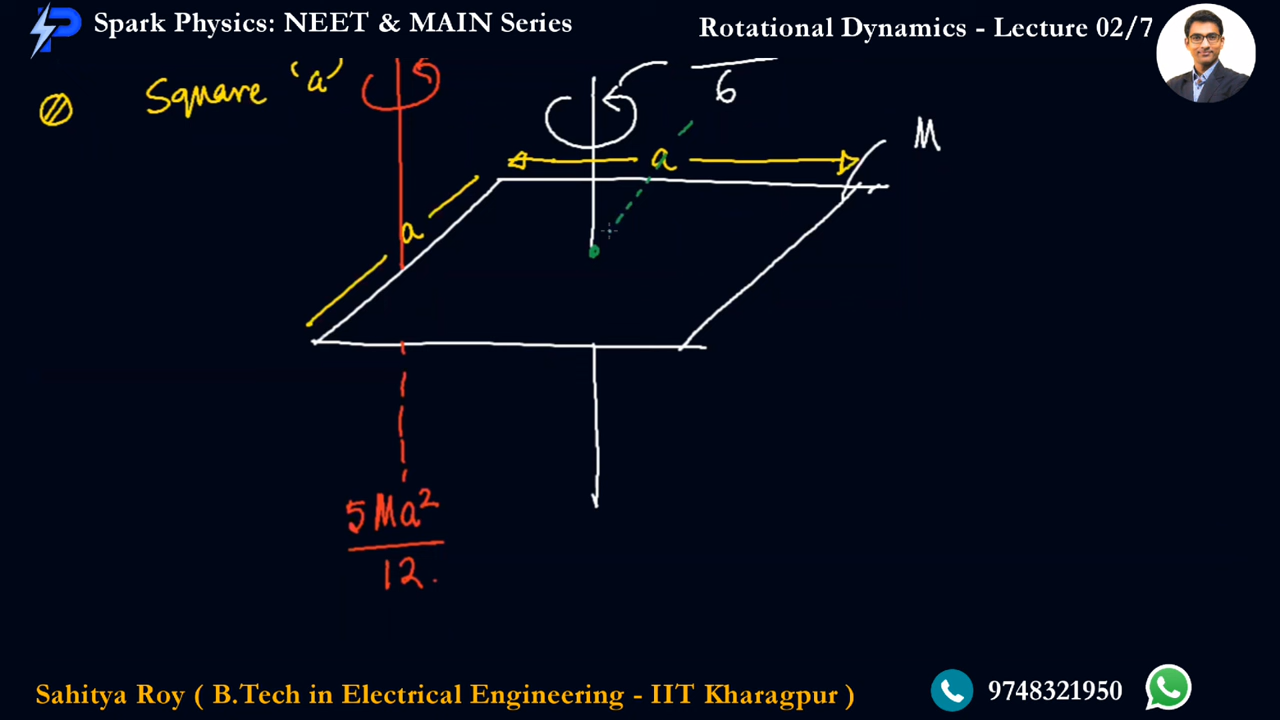 Spark Physics: NEET & MAIN Series
Rotational Dynamics - Lecture 02/7
Square 'a'
6
a
M
a
5Ma²
12.
Sahitya Roy ( B.Tech in Electrical Engineering - IIT Kharagpur )
9748321950